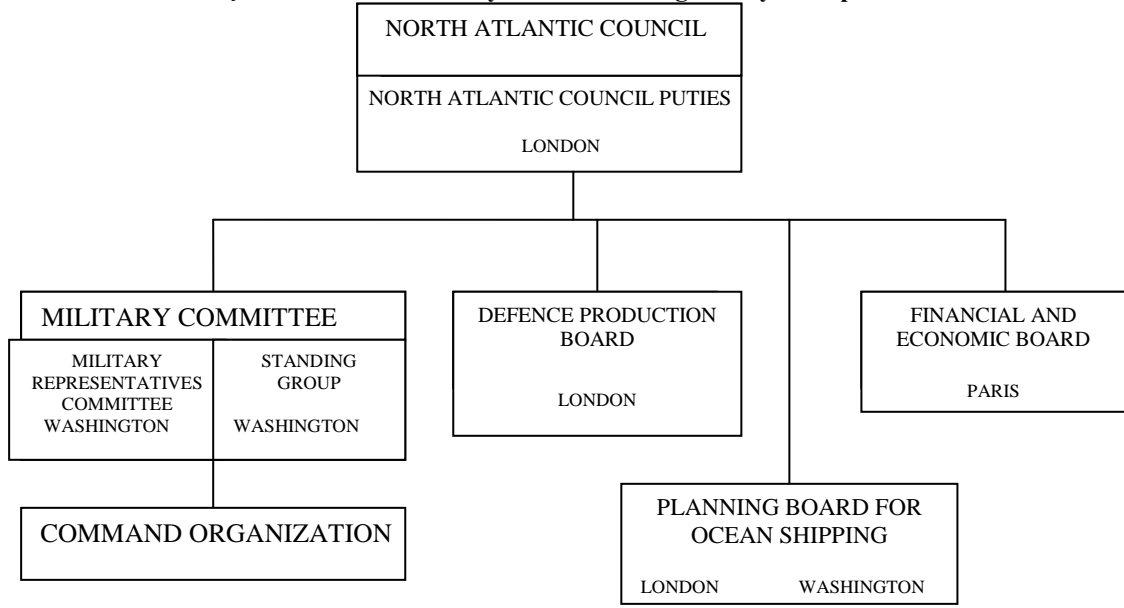 NORTH ATLANTIC COUNCIL
NORTH ATLANTIC COUNCIL PUTIES
LONDON
MILITARY COMMITTEE
MILITARY
REPRESENTATIVES
COMMITTEE
WASHINGTON
STANDING
GROUP
WASHINGTON
COMMAND ORGANIZATION
DEFENCE PRODUCTION
BOARD
LONDON
PLANNING BOARD FOR
OCEAN SHIPPING
LONDON WASHINGTON
FINANCIAL AND
ECONOMIC BOARD
PARIS